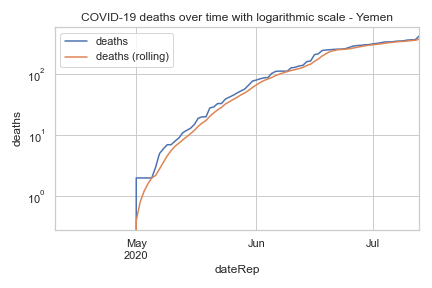 COVID-19 deaths over time with logarithmic scale - Yemen
deaths
deaths (rolling)
10²
10¹
10⁰
deaths
May
2020
Jun
Jul
dateRep